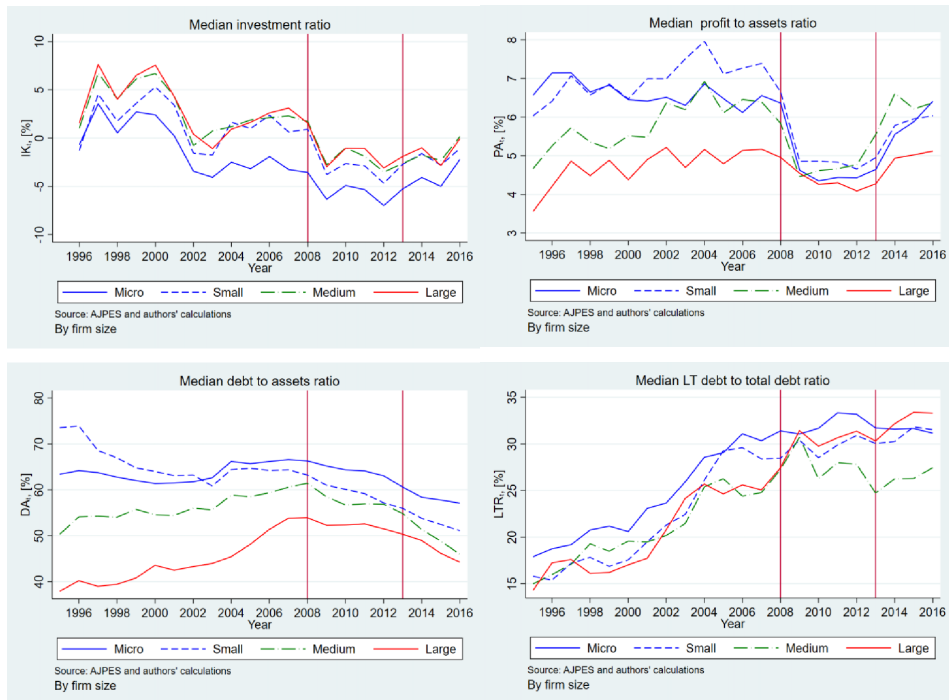 Median investment ratio
IKₜ, [%]
10
5
0
-5
-10
1996 1998 2000 2002 2004 2006 2008 2010 2012 2014 2016
Year
Micro Small Medium Large
Source: AJPES and authors' calculations
By firm size
Median profit to assets ratio
PAₜ, [%]
8
7
6
5
4
3
1996 1998 2000 2002 2004 2006 2008 2010 2012 2014 2016
Year
Micro Small Medium Large
Source: AJPES and authors' calculations
By firm size
Median debt to assets ratio
DAₜ, [%]
80
70
60
50
40
1996 1998 2000 2002 2004 2006 2008 2010 2012 2014 2016
Year
Micro Small Medium Large
Source: AJPES and authors' calculations
By firm size
Median LT debt to total debt ratio
LTRₜ, [%]
35
30
25
20
15
1996 1998 2000 2002 2004 2006 2008 2010 2012 2014 2016
Year
Micro Small Medium Large
Source: AJPES and authors' calculations
By firm size